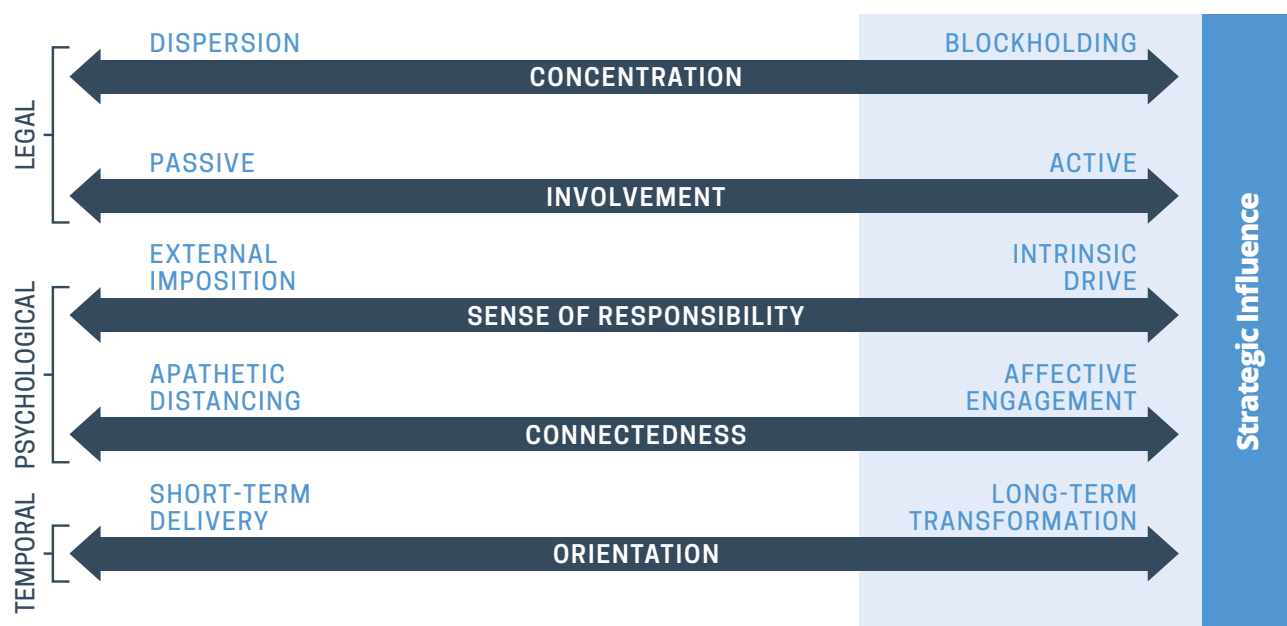 LEGAL
DISPERSION
BLOCKHOLDING
CONCENTRATION
PASSIVE
ACTIVE
INVOLVEMENT
PSYCHOLOGICAL
EXTERNAL
IMPOSITION
INTRINSIC
DRIVE
SENSE OF RESPONSIBILITY
APATHETIC
DISTANCING
AFFECTIVE
ENGAGEMENT
CONNECTEDNESS
TEMPORAL
SHORT-TERM
DELIVERY
LONG-TERM
TRANSFORMATION
ORIENTATION
Strategic Influence